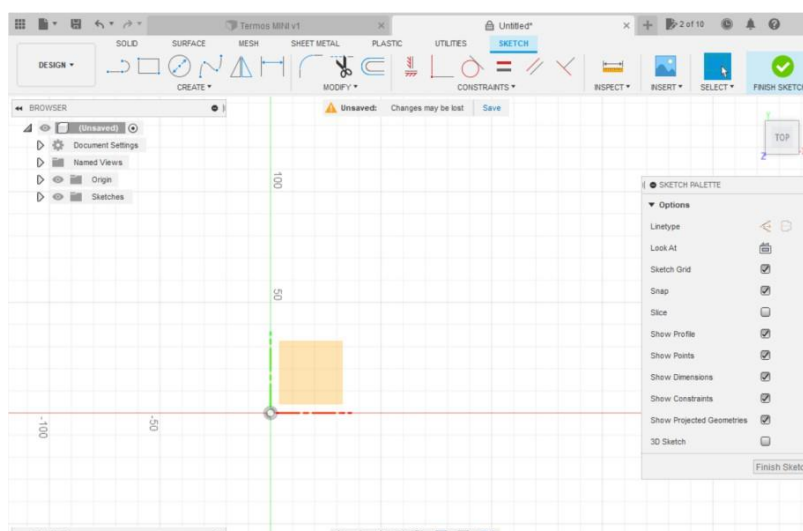 Termos MINI v1
Untitled*
2 of 10
DESIGN
SOLID SURFACE MESH SHEET METAL PLASTIC UTILITIES SKETCH
CREATE MODIFY CONSTRAINTS INSPECT INSERT SELECT FINISH SKETC
BROWSER
Unsaved: Changes may be lost Save
(Unsaved)
Document Settings
Named Views
Origin
Sketches
TOP
Y
Z
100
50
-50
-100
SKETCH PALETTE
Options
Linetype
Look At
Sketch Grid
Snap
Slice
Show Profile
Show Points
Show Dimensions
Show Constraints
Show Projected Geometries
3D Sketch
Finish Sketc